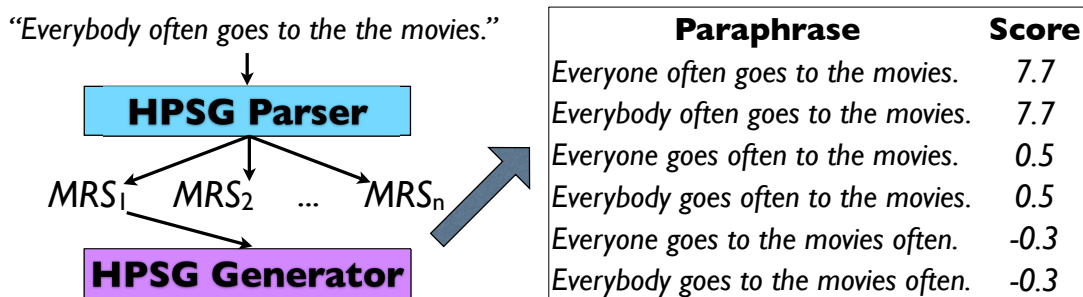 “Everybody often goes to the the movies.”
HPSG Parser
MRS1 MRS2 ... MRSn
HPSG Generator
Paraphrase Score
Everyone often goes to the movies. 7.7
Everybody often goes to the movies. 7.7
Everyone goes often to the movies. 0.5
Everybody goes often to the movies. 0.5
Everyone goes to the movies often. -0.3
Everybody goes to the movies often. -0.3